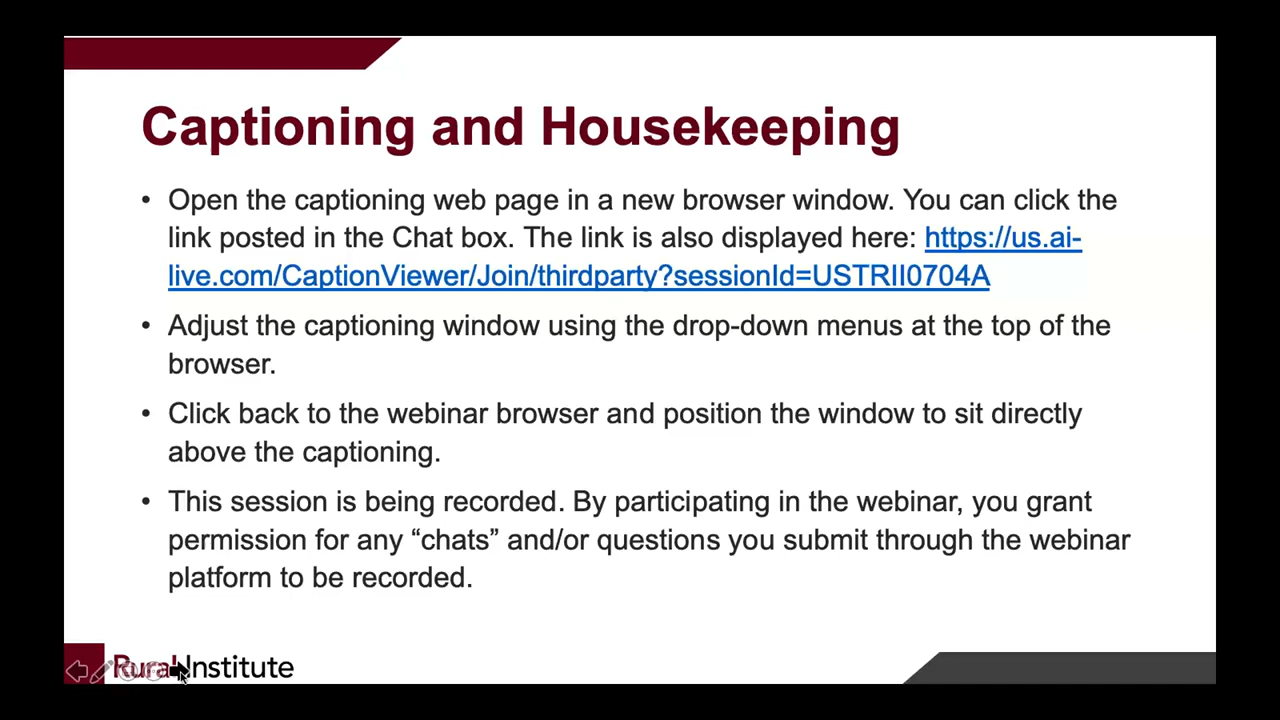 Captioning and Housekeeping
• Open the captioning web page in a new browser window. You can click the
link posted in the Chat box. The link is also displayed here: https://us.ai-
live.com/CaptionViewer/Join/thirdparty?sessionId=USTRII0704A
• Adjust the captioning window using the drop-down menus at the top of the
browser.
• Click back to the webinar browser and position the window to sit directly
above the captioning.
• This session is being recorded. By participating in the webinar, you grant
permission for any “chats” and/or questions you submit through the webinar
platform to be recorded.
Rural Institute